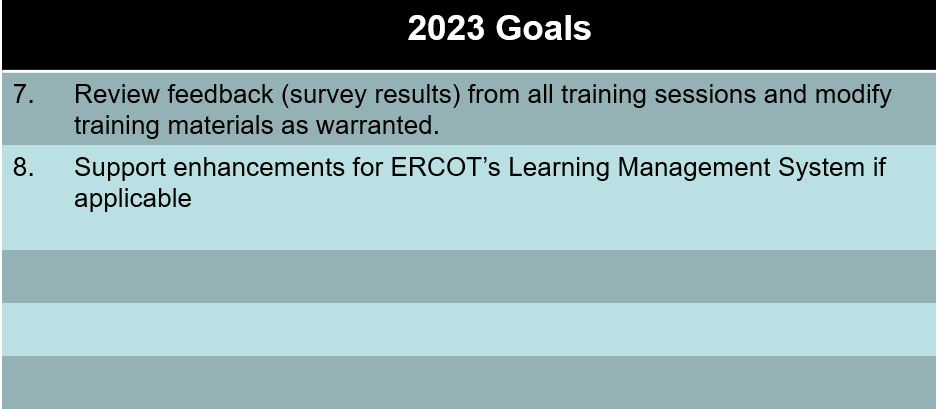 2023 Goals
7. Review feedback (survey results) from all training sessions and modify
training materials as warranted.
8. Support enhancements for ERCOT’s Learning Management System if
applicable